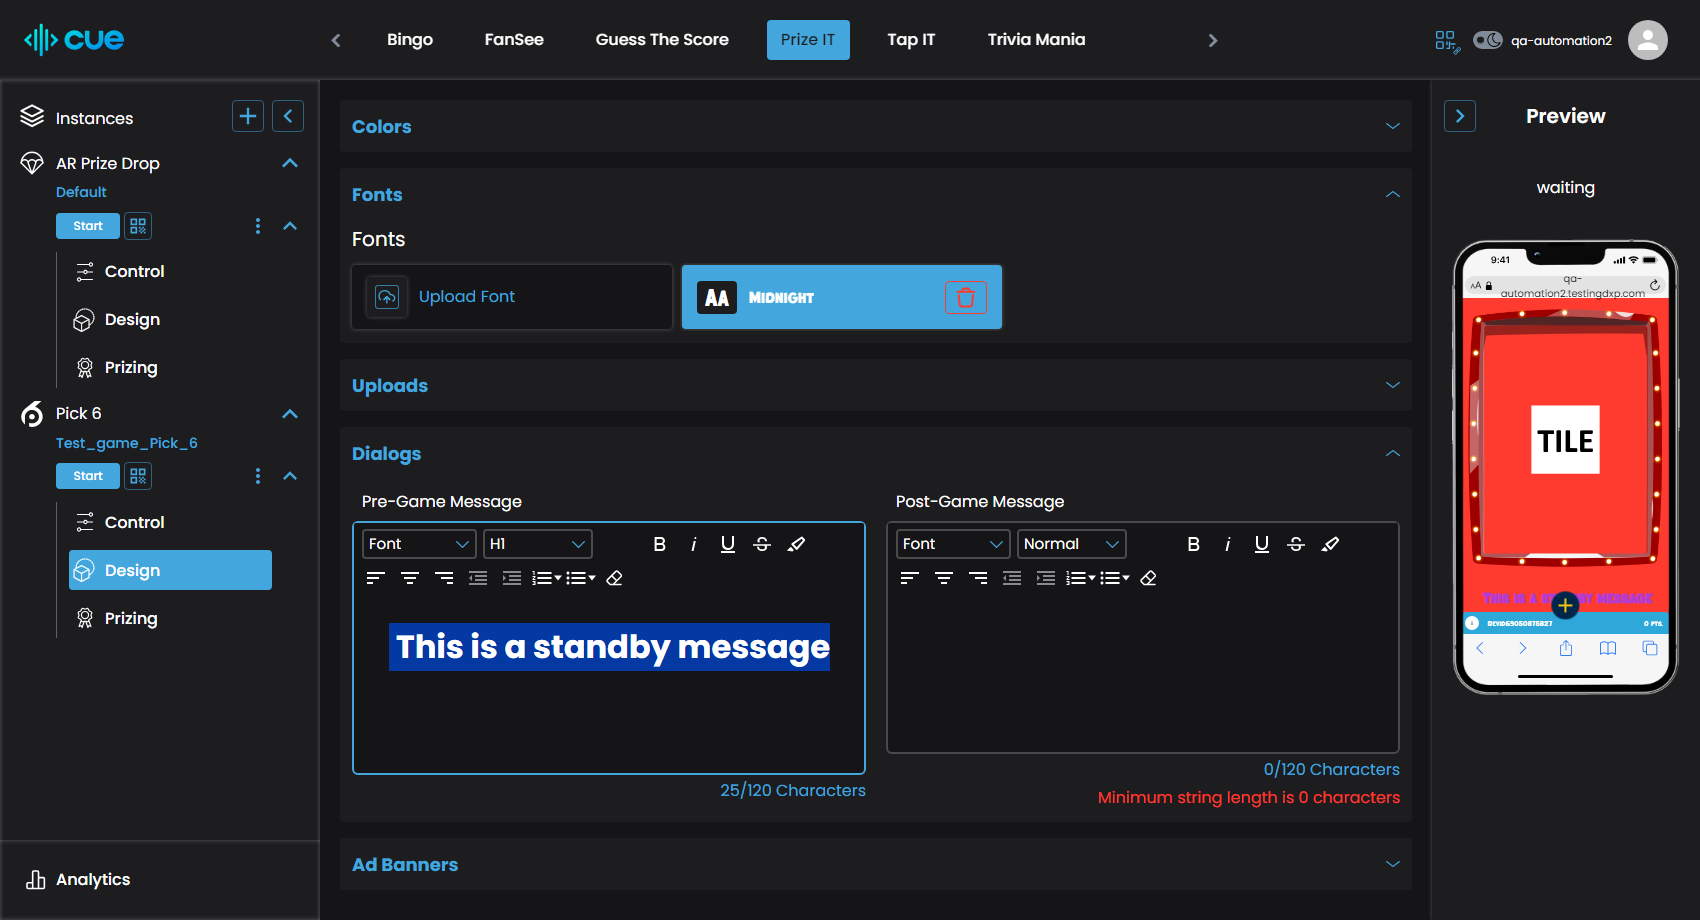 cue
Bingo
FanSee
Guess The Score
Prize IT
Tap IT
Trivia Mania
qa-automation2
Instances
AR Prize Drop
Default
Start
Control
Design
Prizing
Pick 6
Test_game_Pick_6
Start
Control
Design
Prizing
Analytics
Colors
Fonts
Fonts
Upload Font
AA
MIDNIGHT
Uploads
Dialogs
Pre-Game Message
Font
H1
B
i
U
S
This is a standby message
25/120 Characters
Post-Game Message
Font
Normal
B
i
U
S
0/120 Characters
Minimum string length is 0 characters
Ad Banners
Preview
waiting
9:41
AA
qa-
automation2.testingdxp.com
TILE
THIS IS A STANDBY MESSAGE
0 PTS.